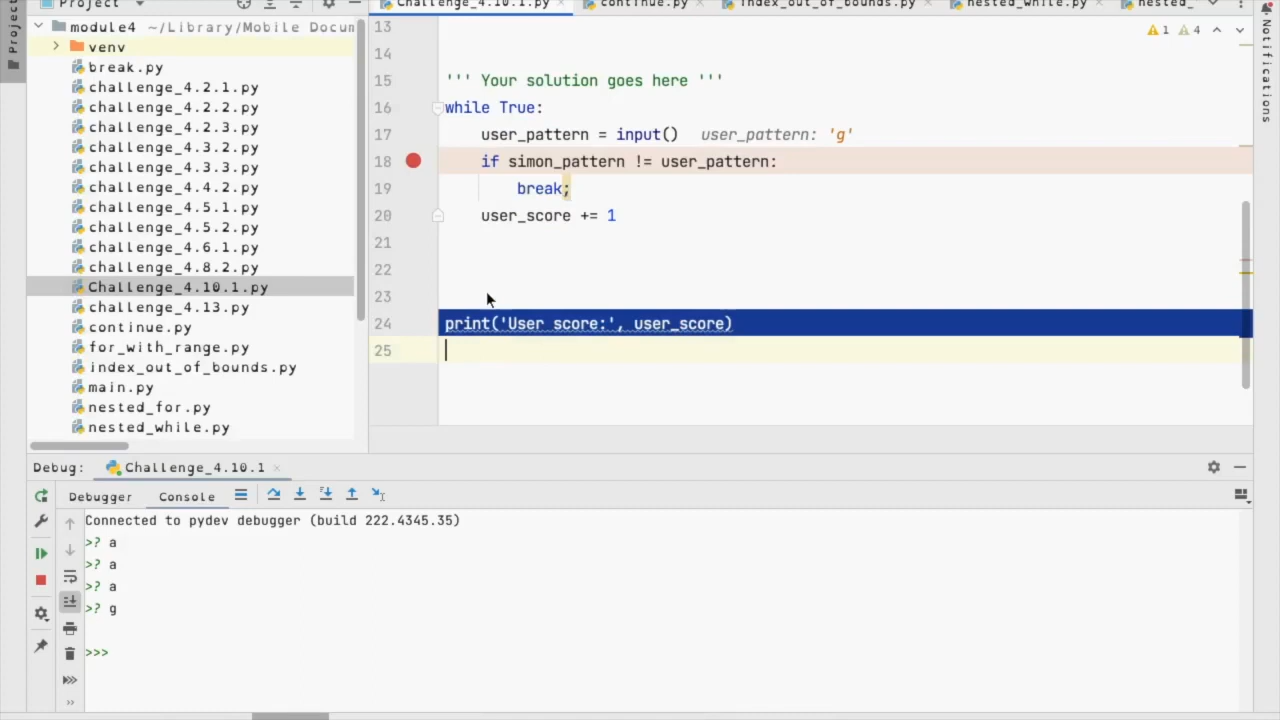 Project
Challenge_4.10.1.py
continue.py
index_out_of_bounds.py
nested_while.py
nested_
Project
module4 ~/Library/Mobile Docum
venv
break.py
challenge_4.2.1.py
challenge_4.2.2.py
challenge_4.2.3.py
challenge_4.3.2.py
challenge_4.3.3.py
challenge_4.4.2.py
challenge_4.5.1.py
challenge_4.5.2.py
challenge_4.6.1.py
challenge_4.8.2.py
Challenge_4.10.1.py
challenge_4.13.py
continue.py
for_with_range.py
index_out_of_bounds.py
main.py
nested_for.py
nested_while.py
13
14
15 ''' Your solution goes here '''
16 while True:
17 user_pattern = input() user_pattern: 'g'
18 if simon_pattern != user_pattern:
19 break;
20 user_score += 1
21
22
23
24 print('User score:', user_score)
25
1 4
Notifications
Debug: Challenge_4.10.1
Debugger Console
Connected to pydev debugger (build 222.4345.35)
>? a
>? a
>? a
>? g
>>>